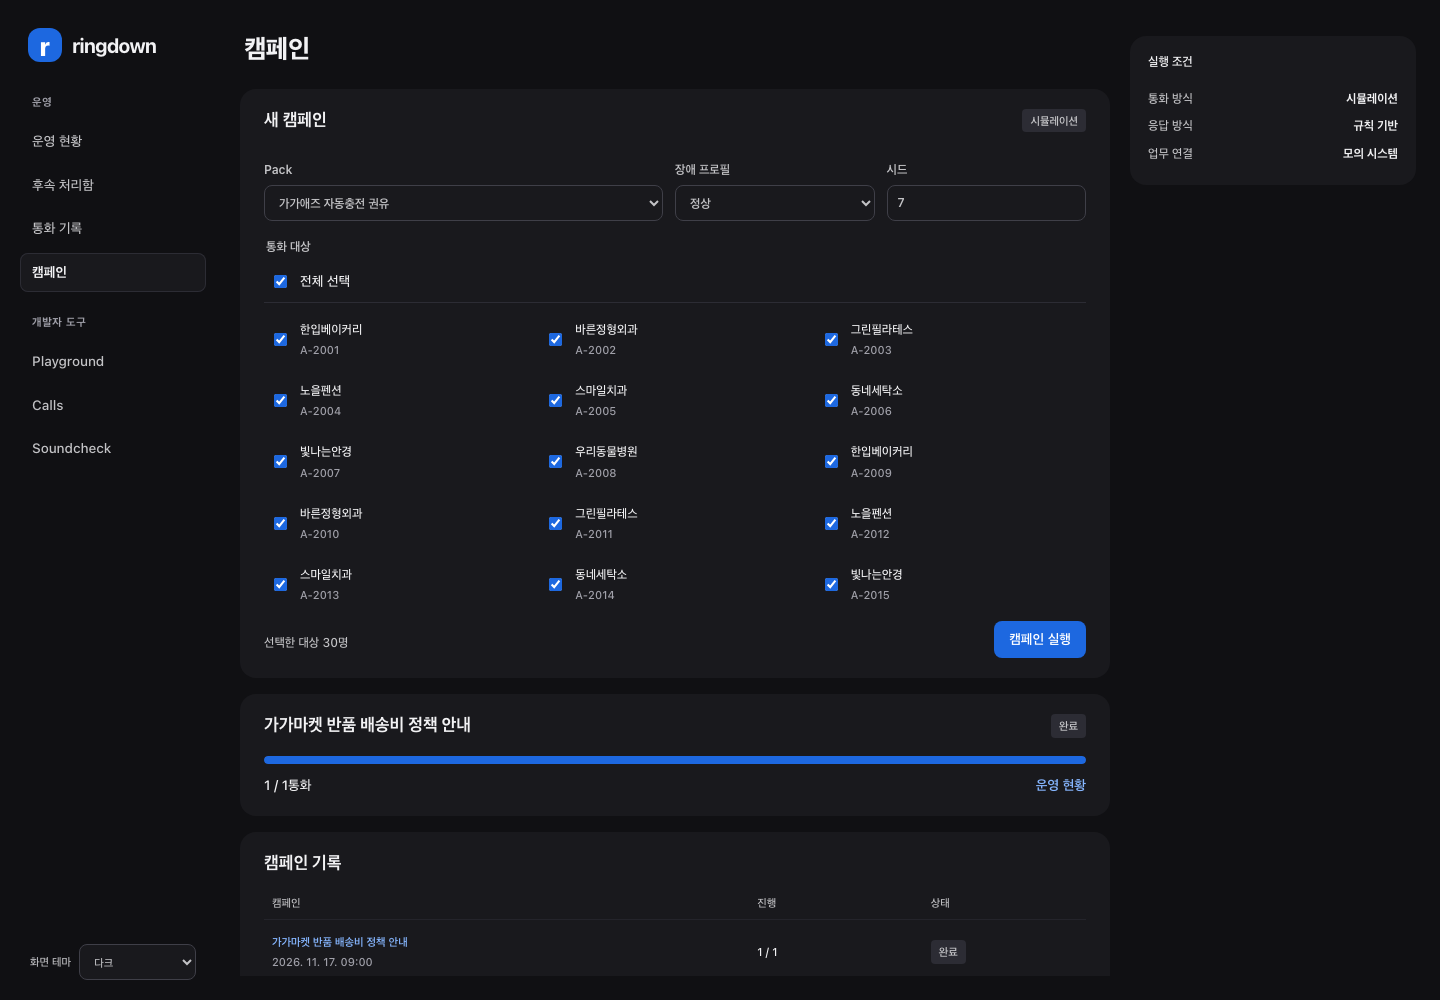 r ringdown
운영
운영 현황
후속 처리함
통화 기록
캠페인
개발자 도구
Playground
Calls
Soundcheck
화면 테마 다크
캠페인
새 캠페인 시뮬레이션
Pack 장애 프로필 시드
가가애즈 자동충전 권유 정상 7
통화 대상
전체 선택
한입베이커리 바른정형외과 그린필라테스
A-2001 A-2002 A-2003
노을펜션 스마일치과 동네세탁소
A-2004 A-2005 A-2006
빛나는안경 우리동물병원 한입베이커리
A-2007 A-2008 A-2009
바른정형외과 그린필라테스 노을펜션
A-2010 A-2011 A-2012
스마일치과 동네세탁소 빛나는안경
A-2013 A-2014 A-2015
선택한 대상 30명 캠페인 실행
가가마켓 반품 배송비 정책 안내 완료
1 / 1통화 운영 현황
캠페인 기록
캠페인 진행 상태
가가마켓 반품 배송비 정책 안내 1 / 1 완료
2026. 11. 17. 09:00
실행 조건
통화 방식 시뮬레이션
응답 방식 규칙 기반
업무 연결 모의 시스템